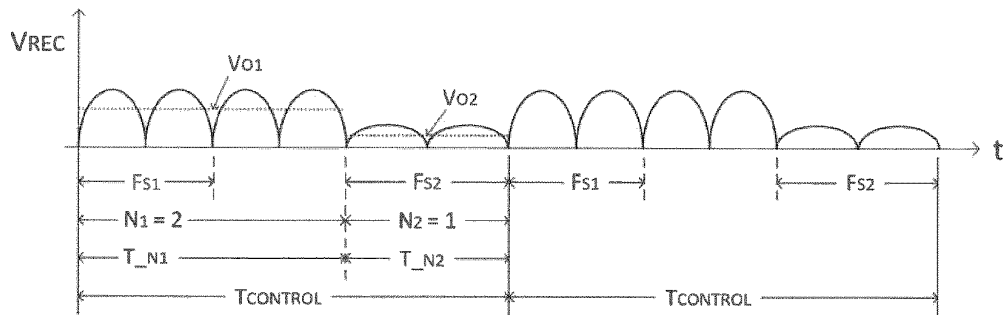 VREC
VO1
VO2
t
FS1
FS2
FS1
FS2
N1 = 2
N2 = 1
T_N1
T_N2
TCONTROL
TCONTROL